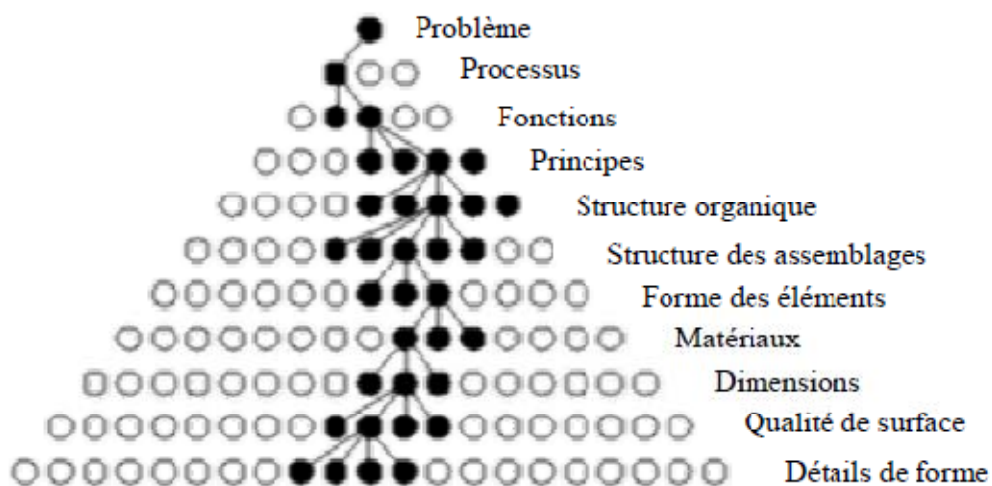 Problème
Processus
Fonctions
Principes
Structure organique
Structure des assemblages
Forme des éléments
Matériaux
Dimensions
Qualité de surface
Détails de forme